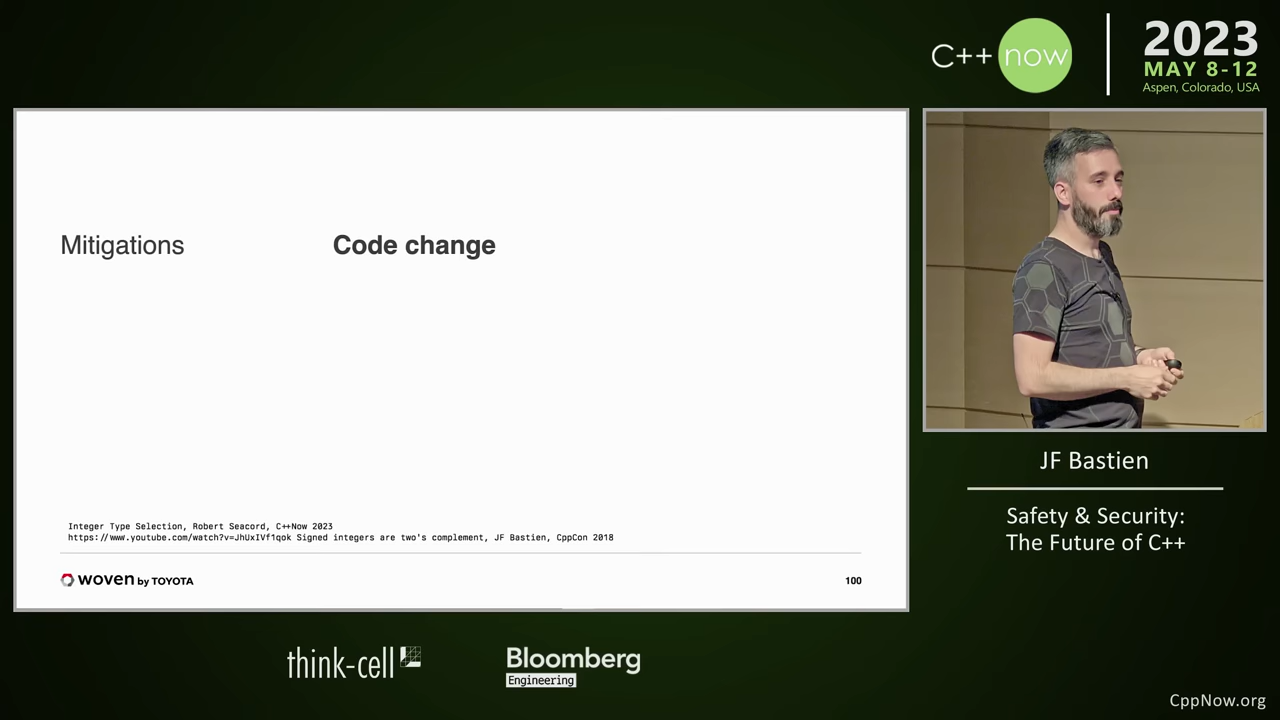 C++ now
2023
MAY 8-12
Aspen, Colorado, USA
Mitigations
Code change
Integer Type Selection, Robert Seacord, C++Now 2023
https://www.youtube.com/watch?v=JhUxIVf1qok Signed integers are two's complement, JF Bastien, CppCon 2018
woven by TOYOTA
100
JF Bastien
Safety & Security:
The Future of C++
think-cell
Bloomberg
Engineering
CppNow.org